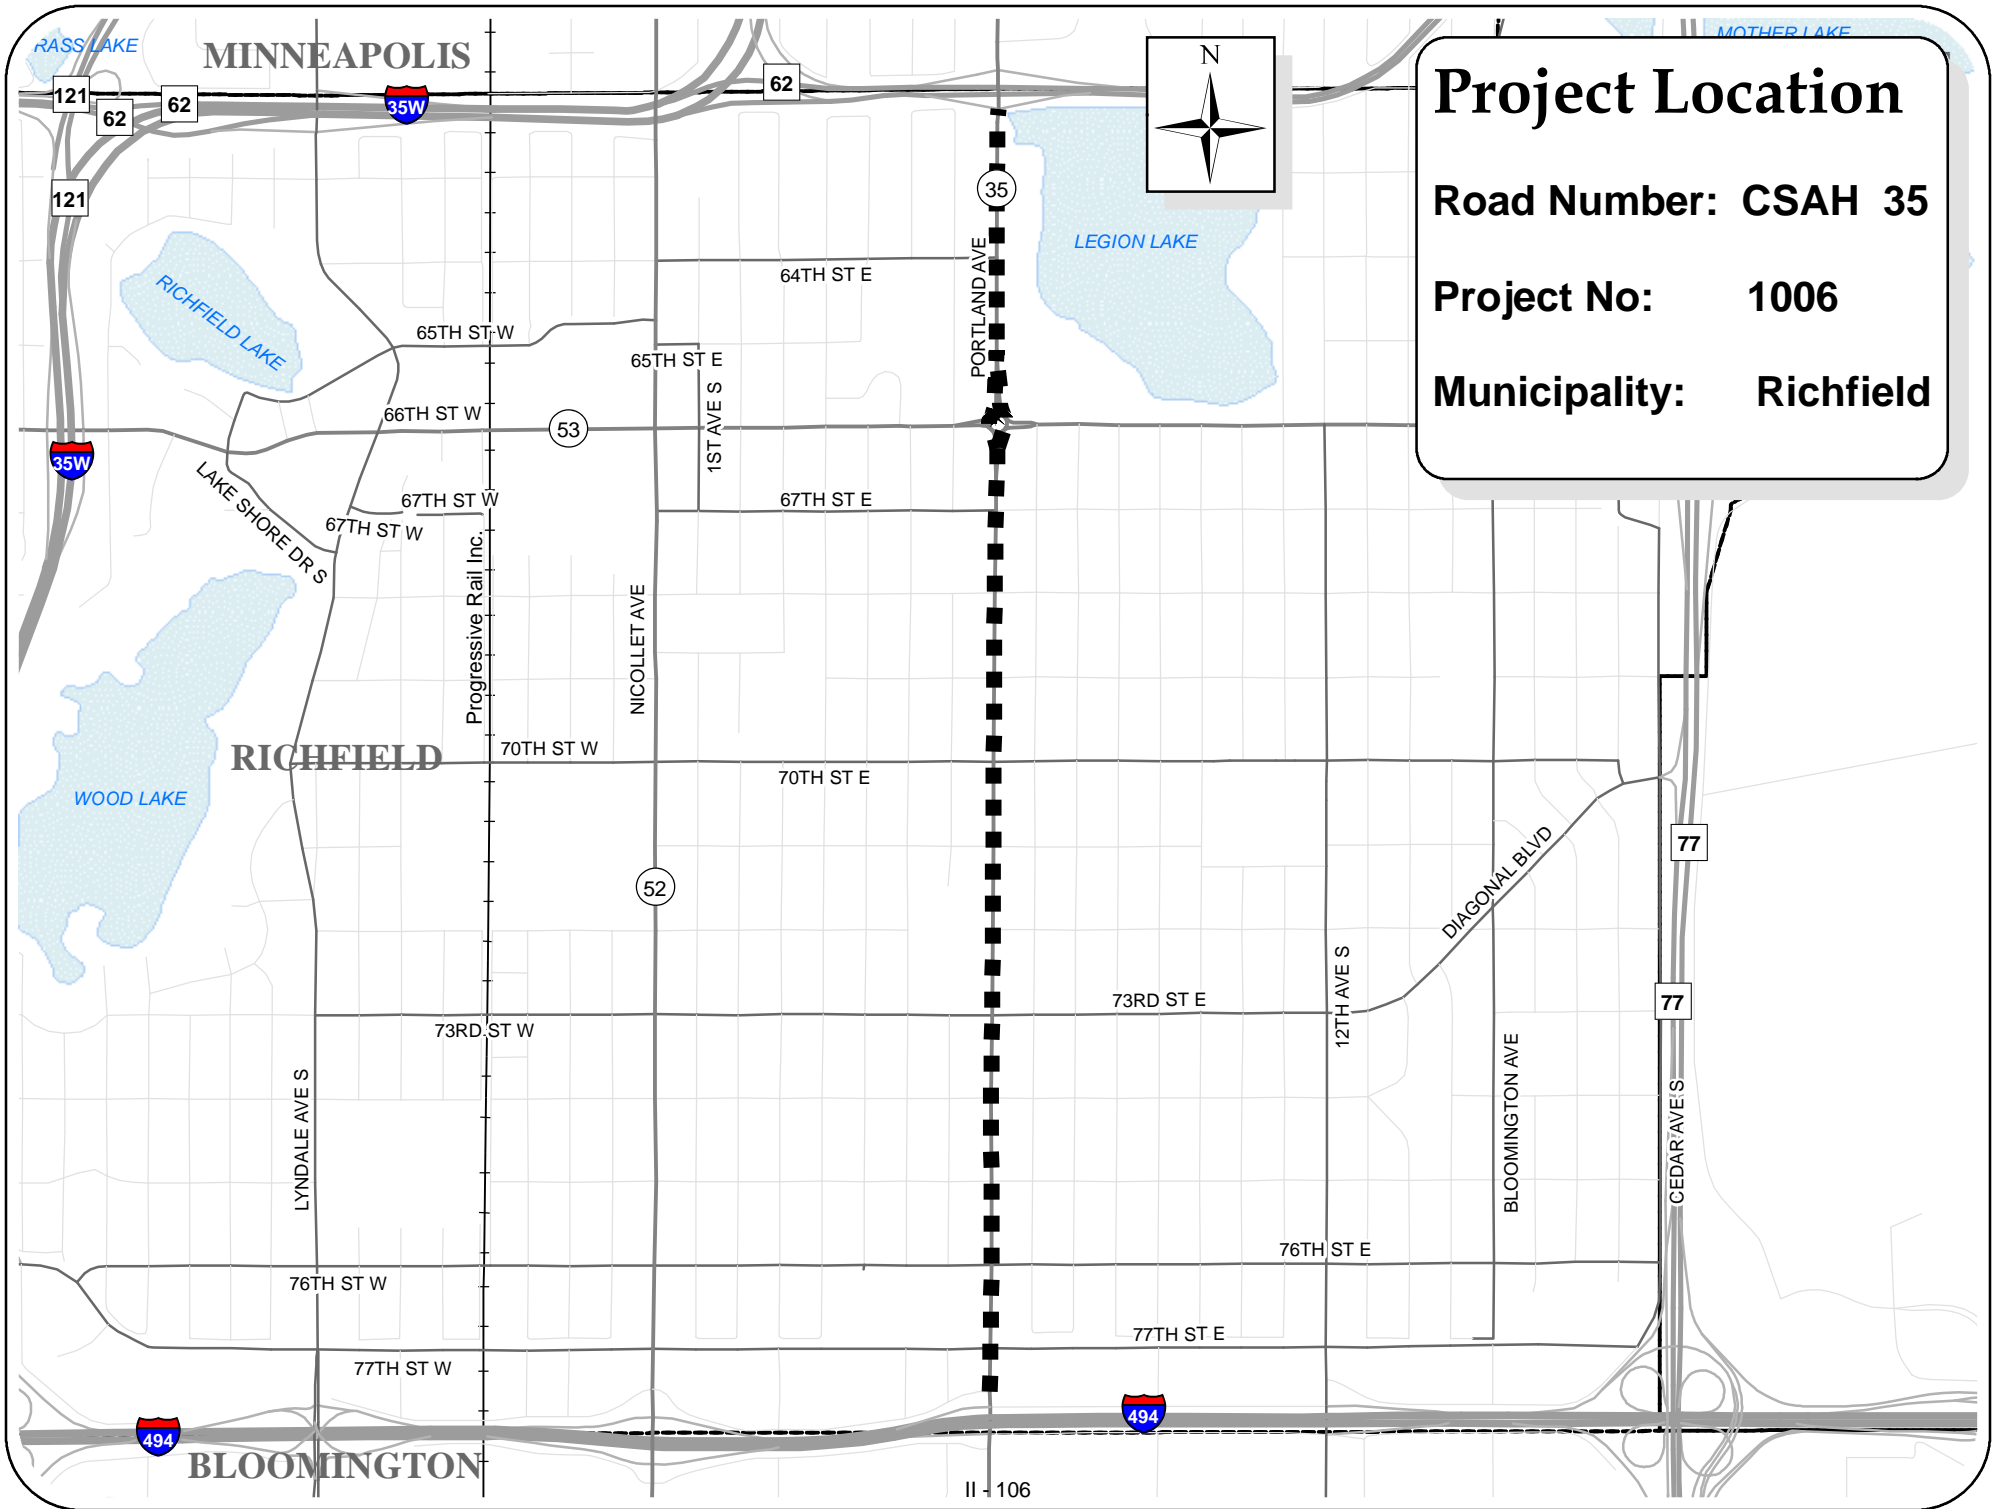 RASS LAKE
MINNEAPOLIS
MOTHER LAKE
121
62
62
35W
62
N
Project Location
Road Number: CSAH 35
Project No: 1006
Municipality: Richfield
121
35
PORTLAND AVE
LEGION LAKE
64TH ST E
RICHFIELD LAKE
65TH ST W
65TH ST E
1ST AVE S
66TH ST W
53
35W
LAKE SHORE DR S
67TH ST W
67TH ST W
67TH ST E
Progressive Rail Inc.
NICOLLET AVE
RICHFIELD
70TH ST W
70TH ST E
WOOD LAKE
77
52
DIAGONAL BLVD
12TH AVE S
73RD ST E
77
73RD ST W
LYNDALE AVE S
BLOOMINGTON AVE
CEDAR AVE S
76TH ST E
76TH ST W
77TH ST E
77TH ST W
494
494
BLOOMINGTON
II - 106